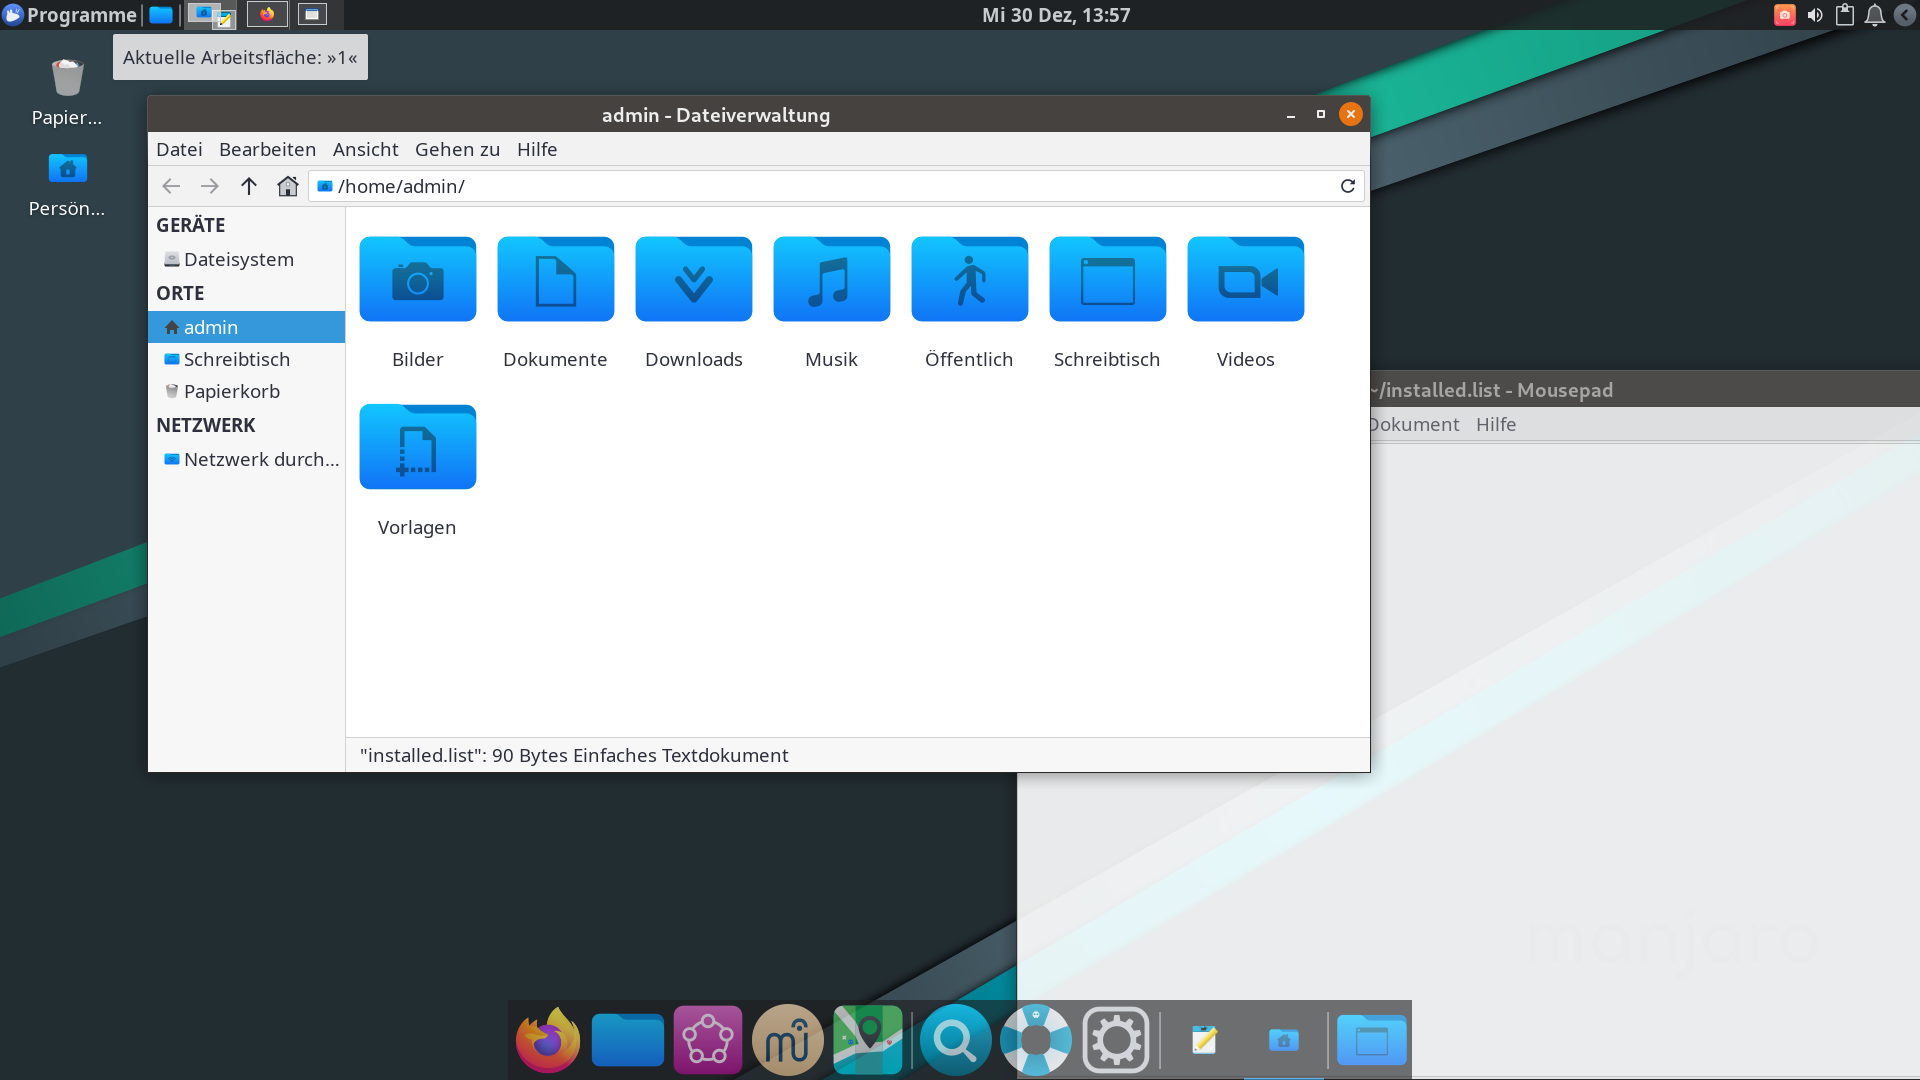 Programme
Mi 30 Dez, 13:57
Aktuelle Arbeitsfläche: »1«
Papier...
Persön...
admin - Dateiverwaltung
Datei Bearbeiten Ansicht Gehen zu Hilfe
/home/admin/
GERÄTE
Dateisystem
ORTE
admin
Schreibtisch
Papierkorb
NETZWERK
Netzwerk durch...
Bilder Dokumente Downloads Musik Öffentlich Schreibtisch Videos
Vorlagen
"installed.list": 90 Bytes Einfaches Textdokument
~/installed.list - Mousepad
Dokument Hilfe
manjaro